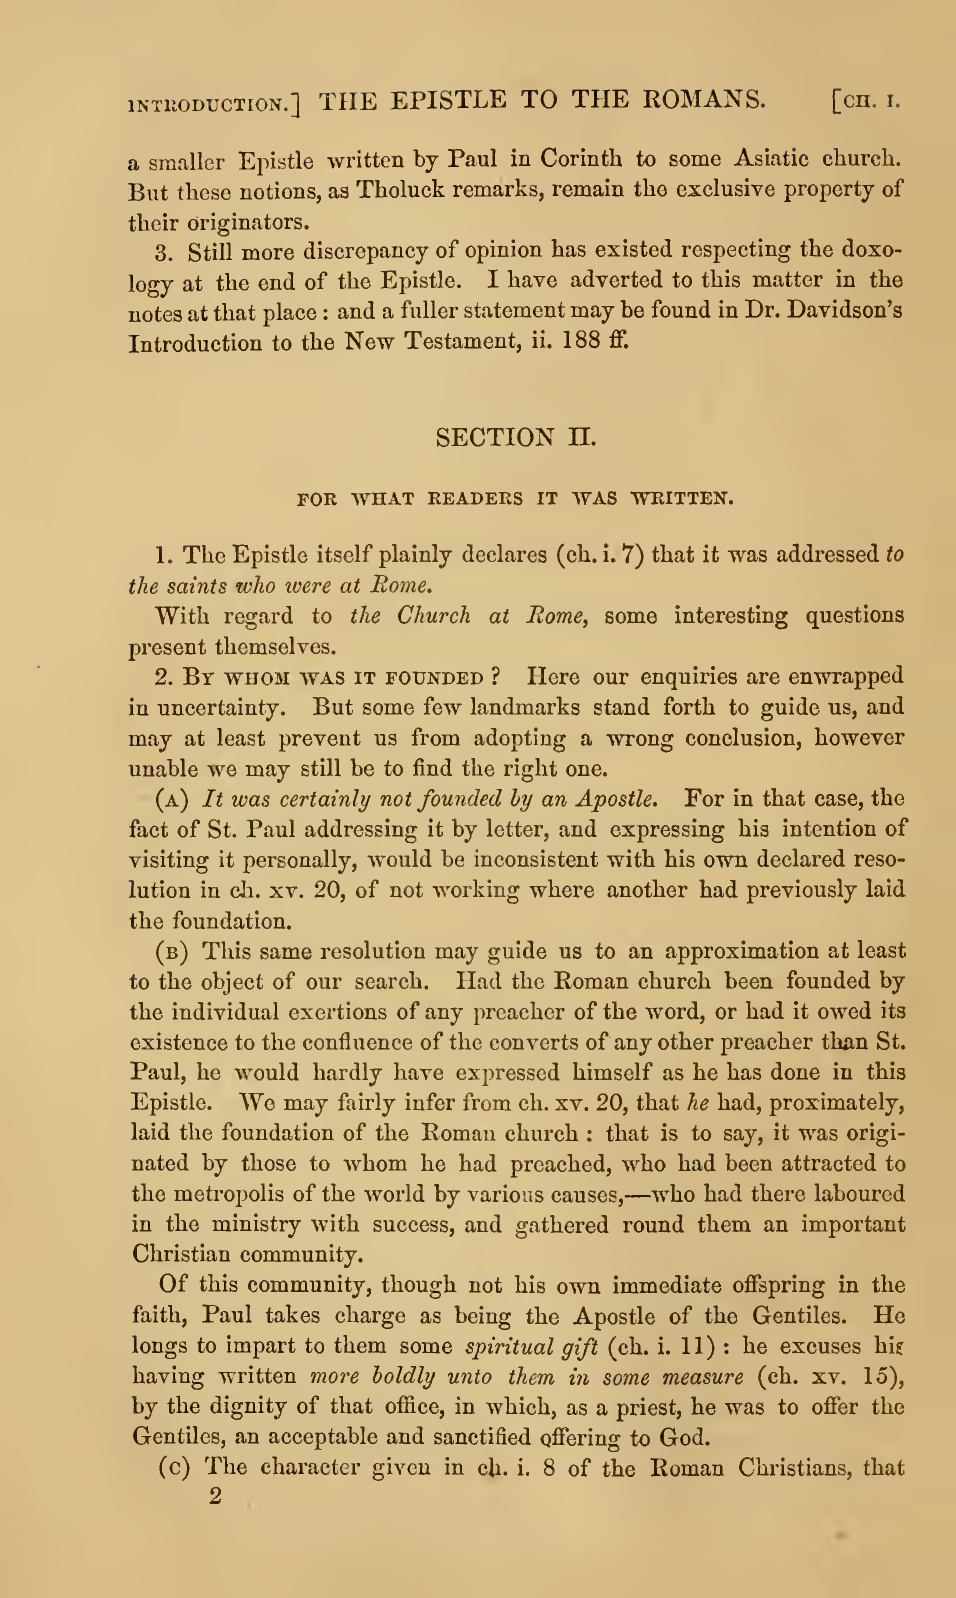 INTRODUCTION.] THE EPISTLE TO THE ROMANS. [CH. I.
a smaller Epistle written by Paul in Corinth to some Asiatic church.
But these notions, as Tholuck remarks, remain the exclusive property of
their originators.
3. Still more discrepancy of opinion has existed respecting the doxo-
logy at the end of the Epistle. I have adverted to this matter in the
notes at that place : and a fuller statement may be found in Dr. Davidson’s
Introduction to the New Testament, ii. 188 ff.
SECTION II.
FOR WHAT READERS IT WAS WRITTEN.
1. The Epistle itself plainly declares (ch. i. 7) that it was addressed to
the saints who were at Rome.
With regard to the Church at Rome, some interesting questions
present themselves.
2. BY WHOM WAS IT FOUNDED ? Here our enquiries are enwrapped
in uncertainty. But some few landmarks stand forth to guide us, and
may at least prevent us from adopting a wrong conclusion, however
unable we may still be to find the right one.
(A) It was certainly not founded by an Apostle. For in that case, the
fact of St. Paul addressing it by letter, and expressing his intention of
visiting it personally, would be inconsistent with his own declared reso-
lution in ch. xv. 20, of not working where another had previously laid
the foundation.
(B) This same resolution may guide us to an approximation at least
to the object of our search. Had the Roman church been founded by
the individual exertions of any preacher of the word, or had it owed its
existence to the confluence of the converts of any other preacher than St.
Paul, he would hardly have expressed himself as he has done in this
Epistle. We may fairly infer from ch. xv. 20, that he had, proximately,
laid the foundation of the Roman church : that is to say, it was origi-
nated by those to whom he had preached, who had been attracted to
the metropolis of the world by various causes,—who had there laboured
in the ministry with success, and gathered round them an important
Christian community.
Of this community, though not his own immediate offspring in the
faith, Paul takes charge as being the Apostle of the Gentiles. He
longs to impart to them some spiritual gift (ch. i. 11) : he excuses his
having written more boldly unto them in some measure (ch. xv. 15),
by the dignity of that office, in which, as a priest, he was to offer the
Gentiles, an acceptable and sanctified offering to God.
(C) The character given in ch. i. 8 of the Roman Christians, that
2